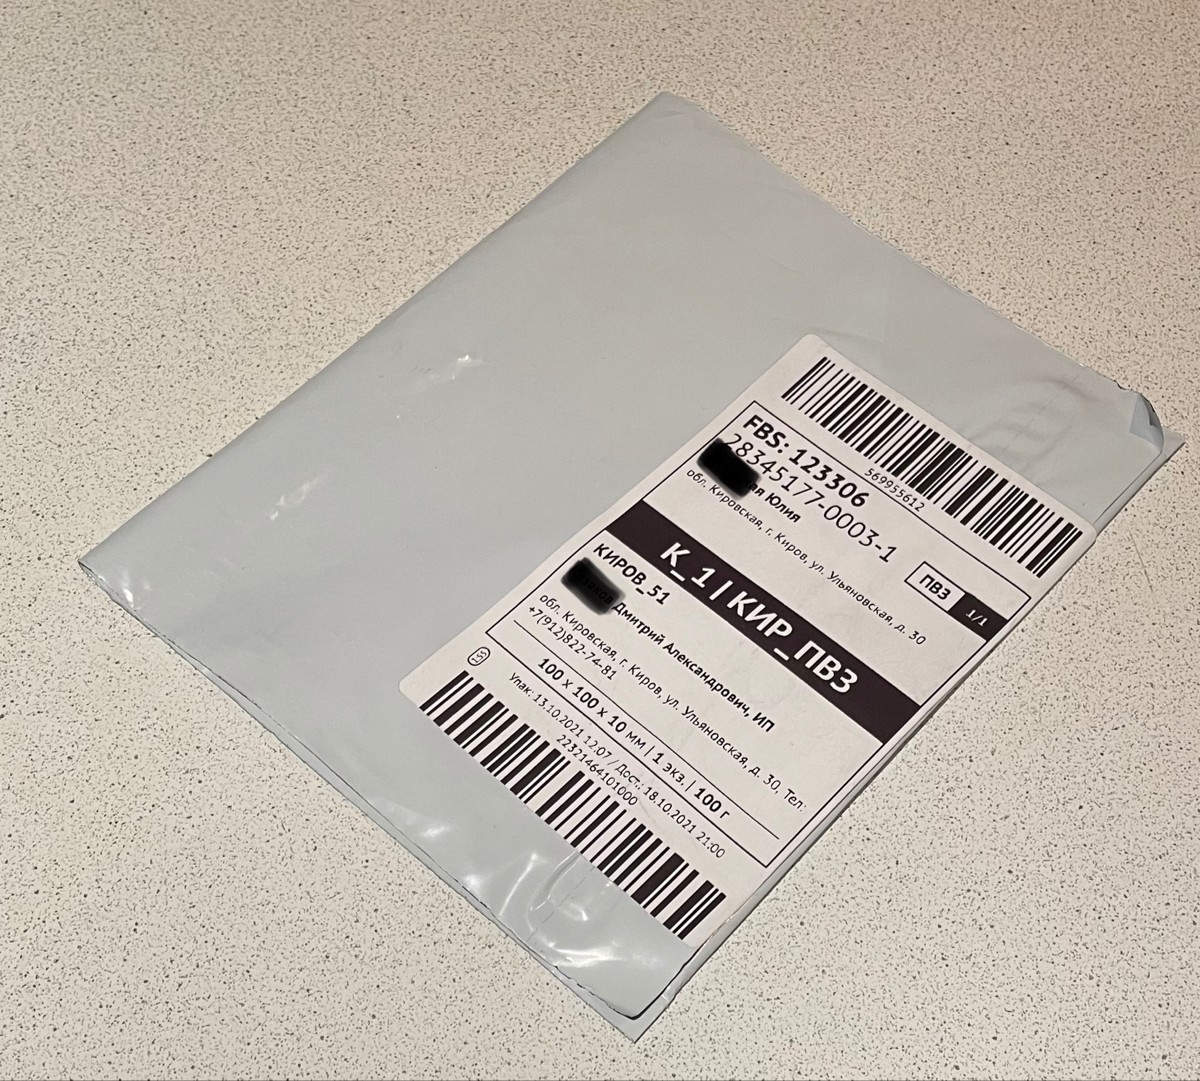 569955612
FBS: 123306
28345177-0003-1
ая Юлия
обл. Кировская, г. Киров, ул. Ульяновская, д. 30
ПВЗ 1/1
К_1 | КИР_ПВЗ
КИРОВ_51
Дмитрий Александрович, ИП
обл. Кировская, г. Киров, ул. Ульяновская, д. 30, Тел:
+7(912)822-74-81
100 x 100 x 10 мм | 1 экз. | 100 г
Упак: 13.10.2021 12:07 / Дост.: 18.10.2021 21:00
22321464101000